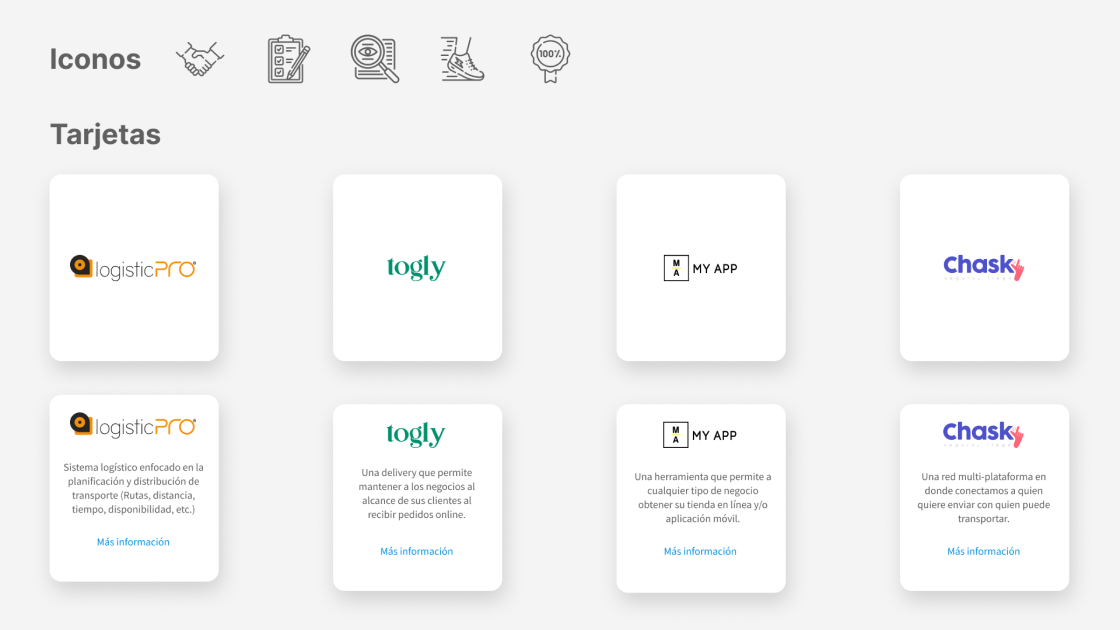 Iconos
100%
Tarjetas
logisticPRO
togly
M
A
MY APP
Chasky
logisticPRO
Sistema logístico enfocado en la
planificación y distribución de
transporte (Rutas, distancia,
tiempo, disponibilidad, etc.)
Más información
togly
Una delivery que permite
mantener a los negocios al
alcance de sus clientes al
recibir pedidos online.
Más información
M
A
MY APP
Una herramienta que permite a
cualquier tipo de negocio
obtener su tienda en línea y/o
aplicación móvil.
Más información
Chasky
Una red multi-plataforma en
donde conectamos a quien
quiere enviar con quien puede
transportar.
Más información